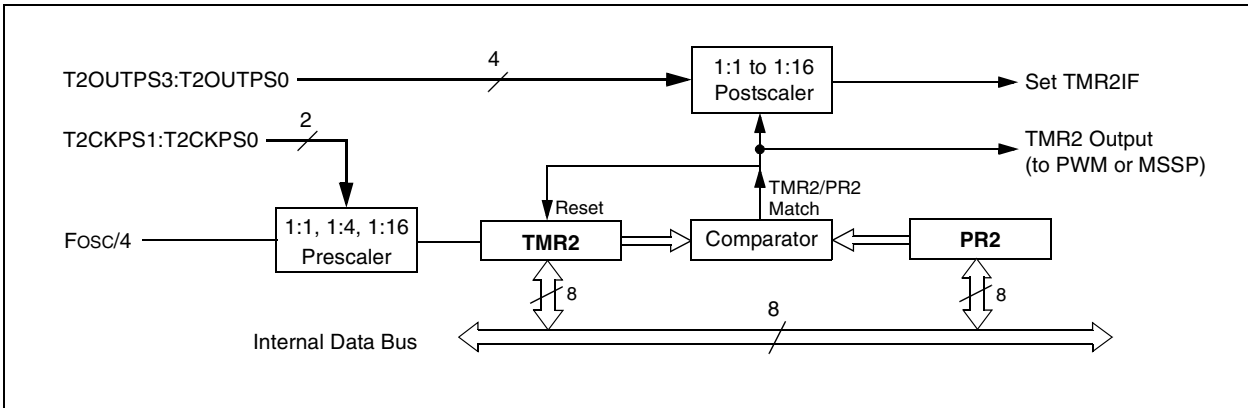 T2OUTPS3:T2OUTPS0
4
1:1 to 1:16
Postscaler
Set TMR2IF
T2CKPS1:T2CKPS0
2
TMR2 Output
(to PWM or MSSP)
TMR2/PR2
Match
Reset
FOSC/4
1:1, 1:4, 1:16
Prescaler
TMR2
Comparator
PR2
8
8
8
Internal Data Bus